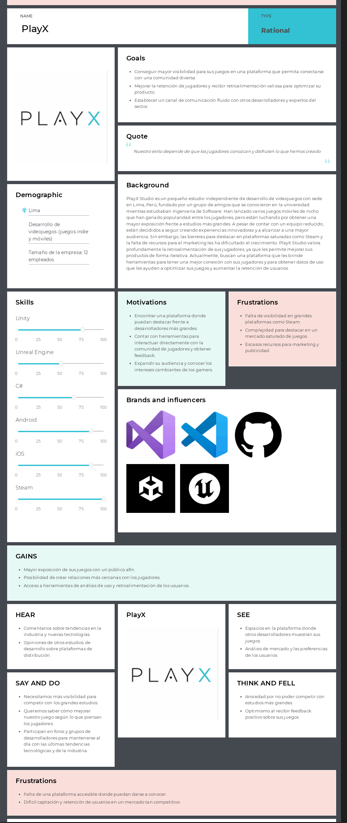 NAME
PlayX
TYPE
Rational
PLAYX
Goals
Conseguir mayor visibilidad para sus juegos en una plataforma que permita conectarse
con una comunidad diversa
Mejorar la retención de jugadores y recibir retroalimentación valiosa para optimizar su
producto
Establecer un canal de comunicación fluido con otros desarrolladores y expertos del
sector.
Quote
Nuestro éxito depende de que jugadores conozcan y disfruten lo que hemos creado
Demographic
Lima
Desarrollo de
videojuegos (juegos indie
y móviles)
Tamaño de la empresa: 12
empleados
Background
PlayX Studio es un pequeño estudio independiente de desarrollo de videojuegos con sede
en Lima, Perú, fundado por un grupo de amigos que se conocieron en la universidad
mientras estudiaban Ingeniería de Software. Han lanzado varios juegos móviles de nicho
que han ganado popularidad entre los jugadores, pero están luchando por obtener una
mayor exposición frente a estudios más grandes. A pesar de contar con un equipo reducido,
están decididos a seguir creando experiencias innovadoras y a alcanzar a una mayor
audiencia. Sin embargo, las barreras para destacar en plataformas saturadas como Steam y
la falta de recursos para el marketing les ha dificultado el crecimiento. PlayX Studio valora
profundamente la retroalimentación de sus jugadores, ya que les permite mejorar sus
productos de forma iterativa. Actualmente, buscan una plataforma que les brinde
herramientas para tener una mejor conexión con sus jugadores y para obtener datos de uso
que les ayuden a optimizar sus juegos y aumentar la retención de usuarios
Skills
Unity
0 25 50 75 100
Unreal Engine
0 25 50 75 100
C#
0 25 50 75 100
Android
0 25 50 75 100
iOS
0 25 50 75 100
Steam
0 25 50 75 100
Motivations
Encontrar una plataforma donde
puedan destacar frente a
desarrolladores más grandes.
Contar con herramientas para
interactuar directamente con la
comunidad de jugadores y obtener
feedback.
Expandir su audiencia y conocer los
intereses cambiantes de los gamers.
Frustrations
Falta de visibilidad en grandes
plataformas como Steam
Complejidad para destacar en un
mercado saturado de juegos.
Escasos recursos para marketing y
publicidad.
Brands and influencers
GAINS
Mayor exposición de sus juegos con un público afín.
Posibilidad de crear relaciones más cercanas con los jugadores.
Acceso a herramientas de análisis de uso y retroalimentación de los usuarios.
HEAR
Comentarios sobre tendencias en la
industria y nuevas tecnologías.
Opiniones de otros estudios de
desarrollo sobre plataformas de
distribución
PlayX
PLAYX
SEE
Espacios en la plataforma donde
otros desarrolladores muestran sus
juegos.
Análisis de mercado y las preferencias
de los usuarios.
SAY AND DO
Necesitamos más visibilidad para
competir con los grandes estudios
Queremos saber cómo mejorar
nuestro juego según lo que piensan
los jugadores
Participan en foros y grupos de
desarrolladores para mantenerse al
día con las últimas tendencias
tecnológicas y de la industria.
THINK AND FELL
Ansiedad por no poder competir con
estudios más grandes
Optimismo al recibir feedback
positivo sobre sus juegos
Frustrations
Falta de una plataforma accesible donde puedan darse a conocer.
Difícil captación y retención de usuarios en un mercado tan competitivo.